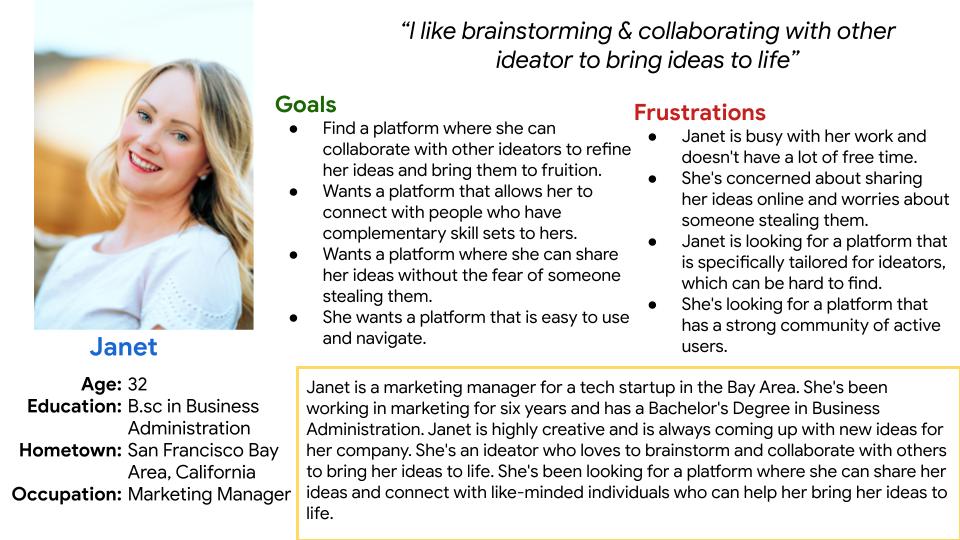 “I like brainstorming & collaborating with other
ideator to bring ideas to life”
Goals
● Find a platform where she can
collaborate with other ideators to refine
her ideas and bring them to fruition.
● Wants a platform that allows her to
connect with people who have
complementary skill sets to hers.
● Wants a platform where she can share
her ideas without the fear of someone
stealing them.
● She wants a platform that is easy to use
and navigate.
Frustrations
● Janet is busy with her work and
doesn't have a lot of free time.
● She's concerned about sharing
her ideas online and worries about
someone stealing them.
● Janet is looking for a platform that
is specifically tailored for ideators,
which can be hard to find.
● She's looking for a platform that
has a strong community of active
users.
Janet
Age: 32
Education: B.sc in Business
Administration
Hometown: San Francisco Bay
Area, California
Occupation: Marketing Manager
Janet is a marketing manager for a tech startup in the Bay Area. She's been
working in marketing for six years and has a Bachelor's Degree in Business
Administration. Janet is highly creative and is always coming up with new ideas for
her company. She's an ideator who loves to brainstorm and collaborate with others
to bring her ideas to life. She's been looking for a platform where she can share her
ideas and connect with like-minded individuals who can help her bring her ideas to
life.